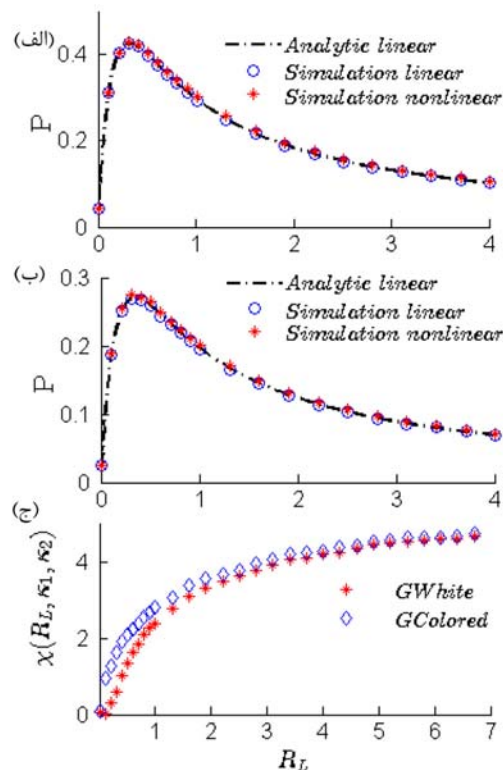 (الف)
0.4
0.2
0
P
Analytic linear
Simulation linear
Simulation nonlinear
0 1 2 3 4
(ب)
0.3
0.2
0.1
0
P
Analytic linear
Simulation linear
Simulation nonlinear
0 1 2 3 4
(ج)
4
2
0
χ(R_L, κ₁, κ₂)
GWhite
GColored
0 1 2 3 4 5 6 7
R_L